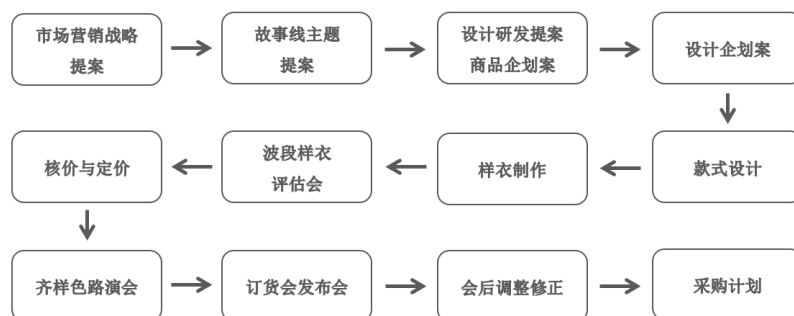 市场营销战略
提案
故事线主题
提案
设计研发提案
商品企划案
设计企划案
款式设计
样衣制作
波段样衣
评估会
核价与定价
齐样色路演会
订货会发布会
会后调整修正
采购计划